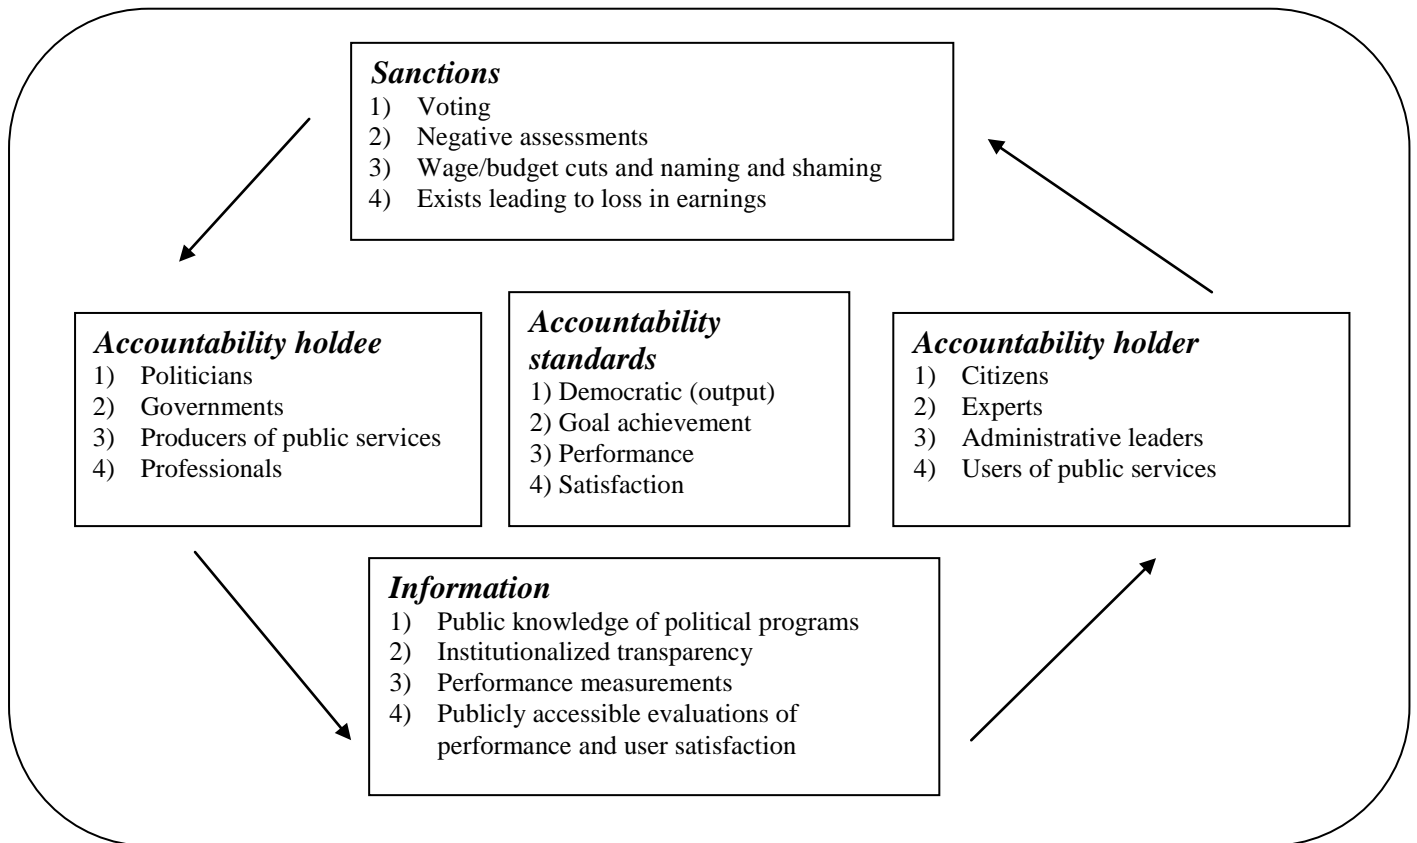 Sanctions
1) Voting
2) Negative assessments
3) Wage/budget cuts and naming and shaming
4) Exists leading to loss in earnings
Accountability holdee
1) Politicians
2) Governments
3) Producers of public services
4) Professionals
Accountability
standards
1) Democratic (output)
2) Goal achievement
3) Performance
4) Satisfaction
Accountability holder
1) Citizens
2) Experts
3) Administrative leaders
4) Users of public services
Information
1) Public knowledge of political programs
2) Institutionalized transparency
3) Performance measurements
4) Publicly accessible evaluations of
performance and user satisfaction